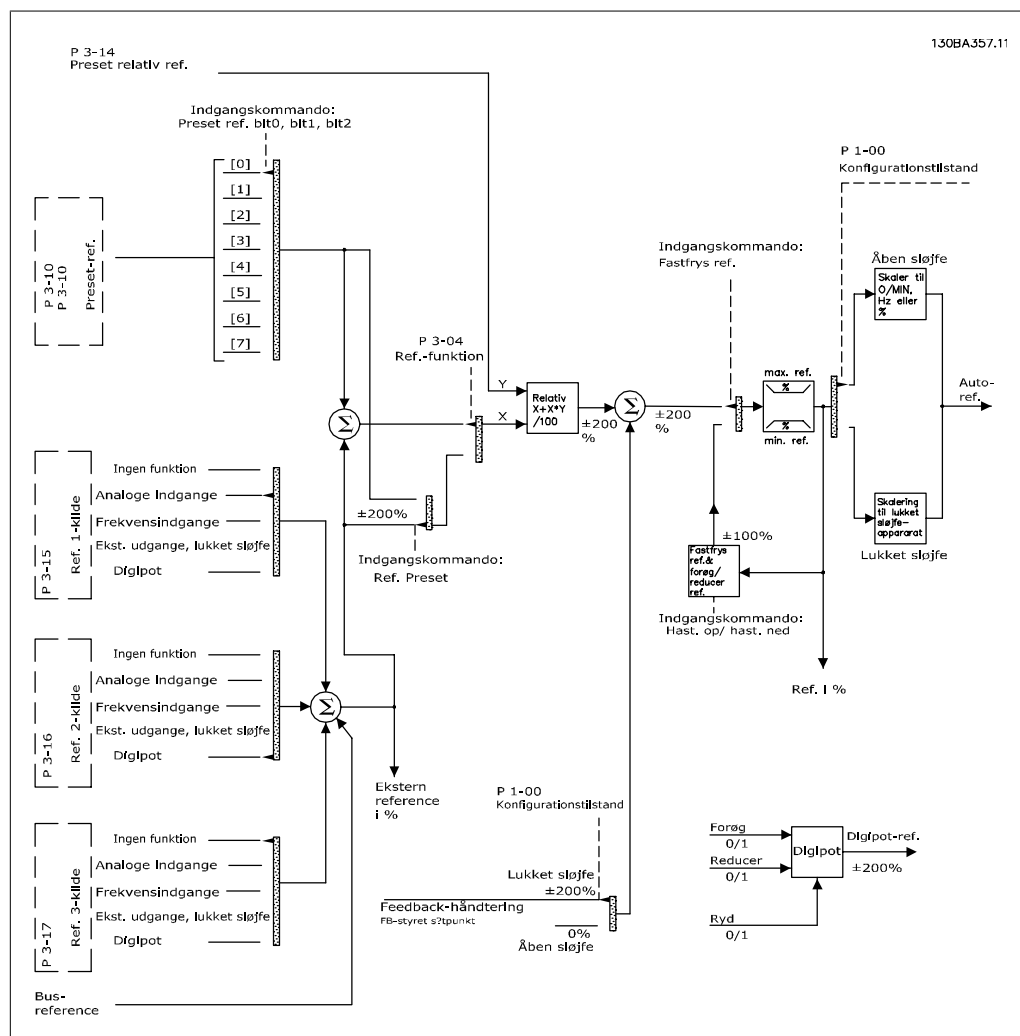 130BA357.11
P 3-14
Preset relativ ref.
Indgangskommando:
Preset ref. bit0, bit1, bit2
[0]
[1]
[2]
[3]
[4]
[5]
[6]
[7]
P 3-10
P 3-10
Preset-ref.
P 1-00
Konfigurationstilstand
Indgangskommando:
Fastfrys ref.
Åben sløjfe
Skaler til
O/MIN,
Hz eller
%
P 3-04
Ref.-funktion
Y
X
Relativ
X+X*Y
/100
±200
%
Σ
±200
%
max. ref.
%
%
min. ref.
Auto-
ref.
Σ
Skalering
til lukket
sløjfe-
appararat
Lukket sløjfe
±200%
Indgangskommando:
Ref. Preset
±100%
Fastfrys
ref.&
forøg/
reducer
ref.
Indgangskommando:
Hast. op/ hast. ned
Ref. i %
P 3-15
Ref. 1-kilde
Ingen funktion
Analoge Indgange
Frekvensindgange
Ekst. udgange, lukket sløjfe
Digipot
P 3-16
Ref. 2-kilde
Ingen funktion
Analoge Indgange
Frekvensindgange
Ekst. udgange, lukket sløjfe
Digipot
Σ
Ekstern
reference
i %
P 3-17
Ref. 3-kilde
Ingen funktion
Analoge Indgange
Frekvensindgange
Ekst. udgange, lukket sløjfe
Digipot
Bus-
reference
P 1-00
Konfigurationstilstand
Lukket sløjfe
±200%
Feedback-håndtering
FB-styret s?tpunkt
0%
Åben sløjfe
Forøg
0/1
Reducer
0/1
Ryd
0/1
Digipot
Digipot-ref.
±200%